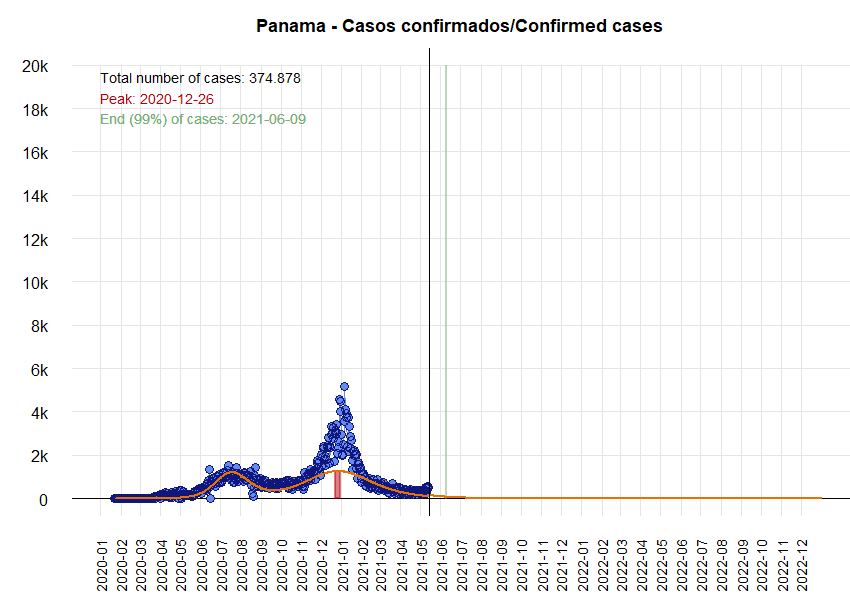 Panama - Casos confirmados/Confirmed cases
20k
Total number of cases: 374.878
Peak: 2020-12-26
End (99%) of cases: 2021-06-09
18k
16k
14k
12k
10k
8k
6k
4k
2k
0
2020-01
2020-02
2020-03
2020-04
2020-05
2020-06
2020-07
2020-08
2020-09
2020-10
2020-11
2020-12
2021-01
2021-02
2021-03
2021-04
2021-05
2021-06
2021-07
2021-08
2021-09
2021-10
2021-11
2021-12
2022-01
2022-02
2022-03
2022-04
2022-05
2022-06
2022-07
2022-08
2022-09
2022-10
2022-11
2022-12